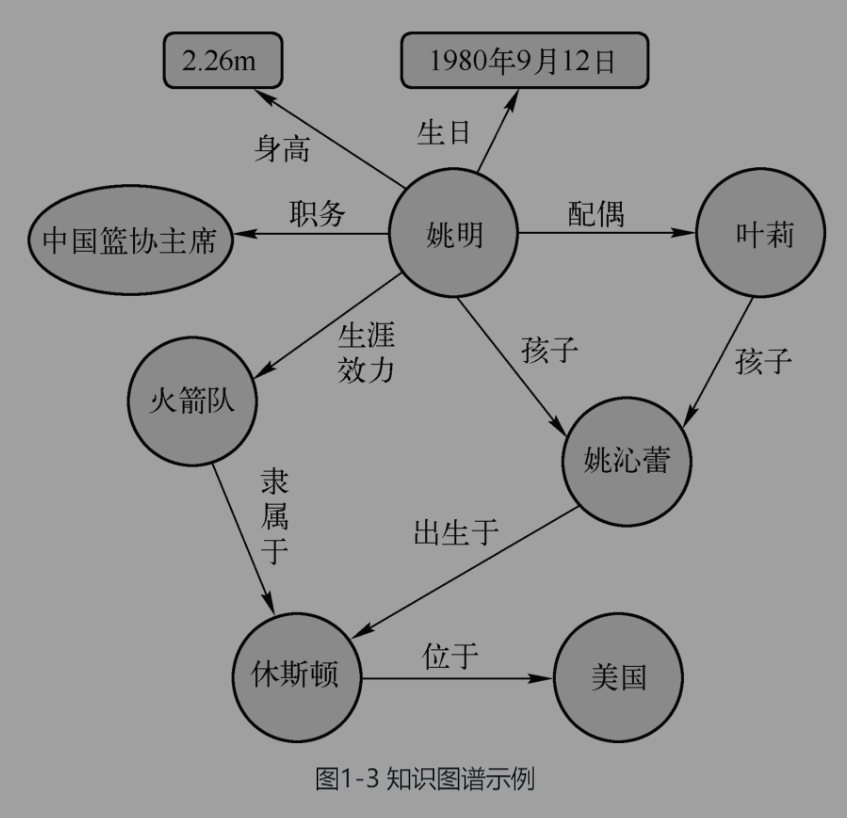 2.26m
1980年9月12日
身高
生日
职务
配偶
中国篮协主席
姚明
叶莉
生涯
效力
孩子
孩子
火箭队
姚沁蕾
隶
属
于
出生于
休斯顿
位于
美国
图1-3 知识图谱示例